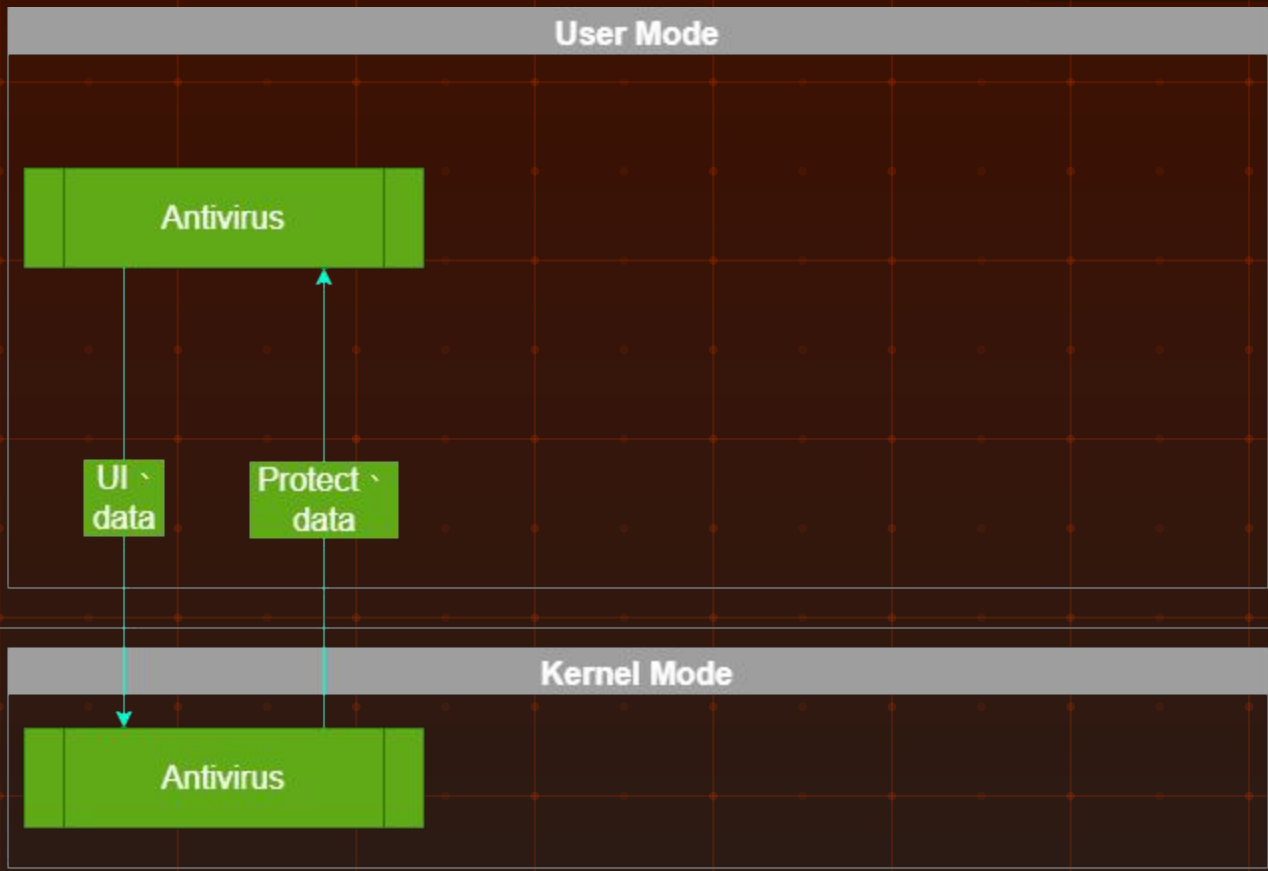 User Mode
Antivirus
UI、
data
Protect、
data
Kernel Mode
Antivirus